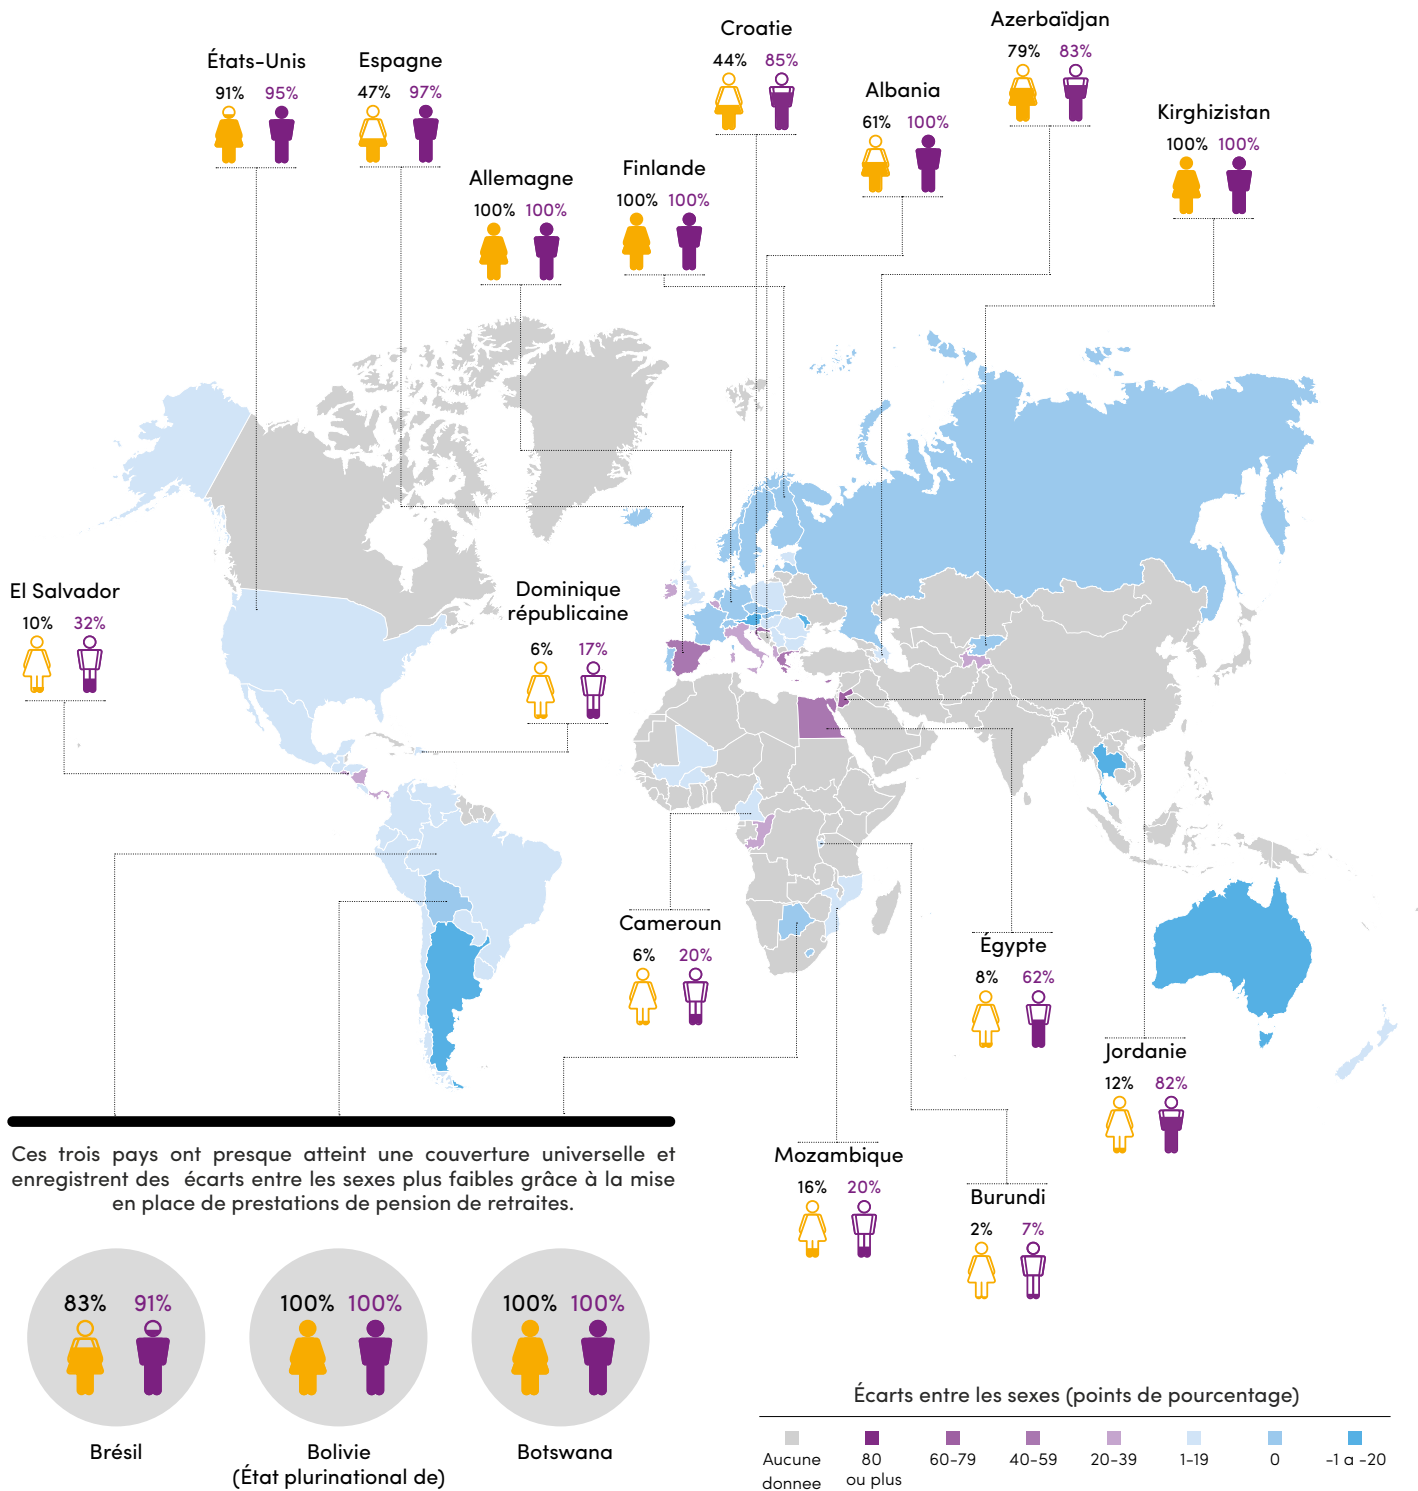 Croatie
44% 85%
Azerbaïdjan
79% 83%
États-Unis
91% 95%
Espagne
47% 97%
Albania
61% 100%
Kirghizistan
100% 100%
Allemagne
100% 100%
Finlande
100% 100%
El Salvador
10% 32%
Dominique
républicaine
6% 17%
Cameroun
6% 20%
Égypte
8% 62%
Jordanie
12% 82%
Mozambique
16% 20%
Burundi
2% 7%
Ces trois pays ont presque atteint une couverture universelle et
enregistrent des écarts entre les sexes plus faibles grâce à la mise
en place de prestations de pension de retraites.
83% 91%
Brésil
100% 100%
Bolivie
(État plurinational de)
100% 100%
Botswana
Écarts entre les sexes (points de pourcentage)
Aucune
donnee
80
ou plus
60-79
40-59
20-39
1-19
0
-1 a -20